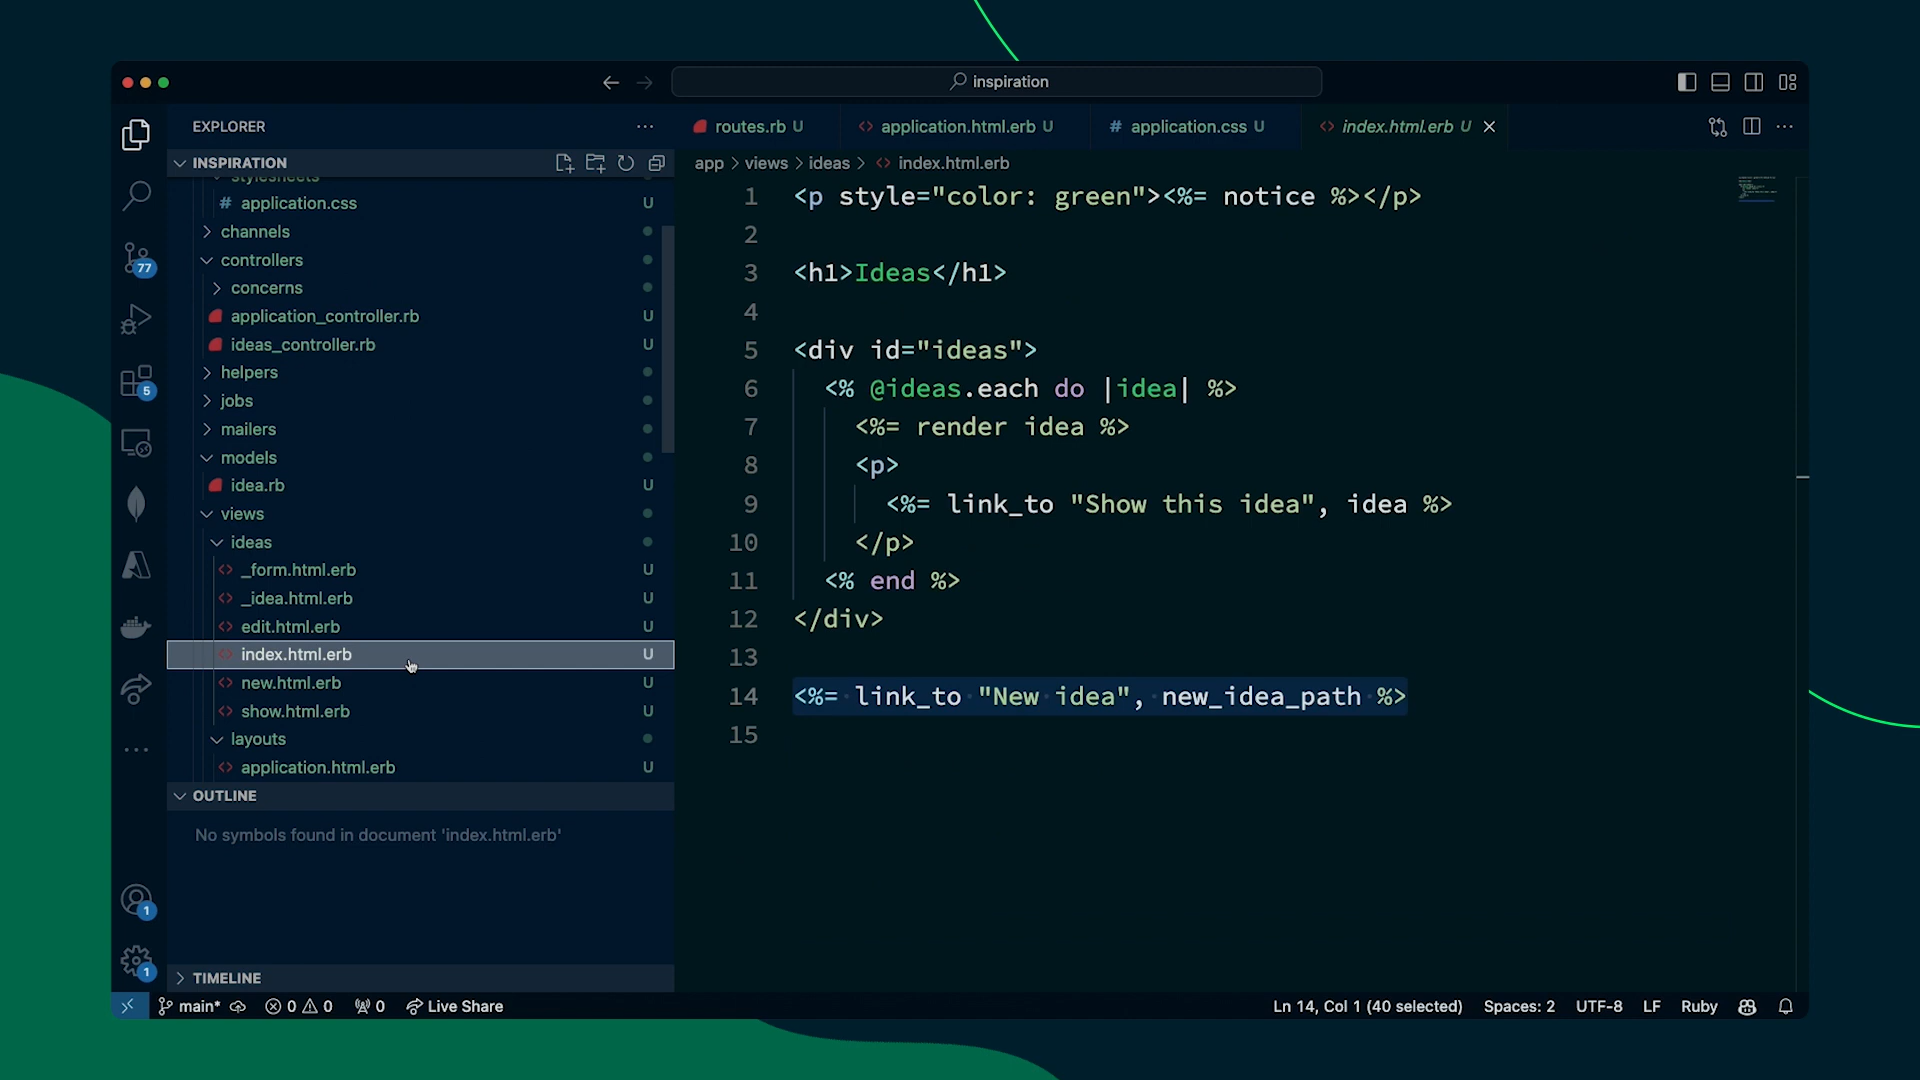 inspiration
EXPLORER
INSPIRATION
stylesheets
# application.css U
channels
controllers
concerns
application_controller.rb U
ideas_controller.rb U
helpers
jobs
mailers
models
idea.rb U
views
ideas
<> _form.html.erb U
<> _idea.html.erb U
<> edit.html.erb U
<> index.html.erb U
<> new.html.erb U
<> show.html.erb U
layouts
<> application.html.erb U
OUTLINE
No symbols found in document 'index.html.erb'
TIMELINE
77
5
1
1
routes.rb U
<> application.html.erb U
# application.css U
<> index.html.erb U
app > views > ideas > <> index.html.erb
1 <p style="color: green"><%= notice %></p>
2
3 <h1>Ideas</h1>
4
5 <div id="ideas">
6 <% @ideas.each do |idea| %>
7 <%= render idea %>
8 <p>
9 <%= link_to "Show this idea", idea %>
10 </p>
11 <% end %>
12 </div>
13
14 <%= link_to "New idea", new_idea_path %>
15
main* 0 0 0 Live Share
Ln 14, Col 1 (40 selected) Spaces: 2 UTF-8 LF Ruby